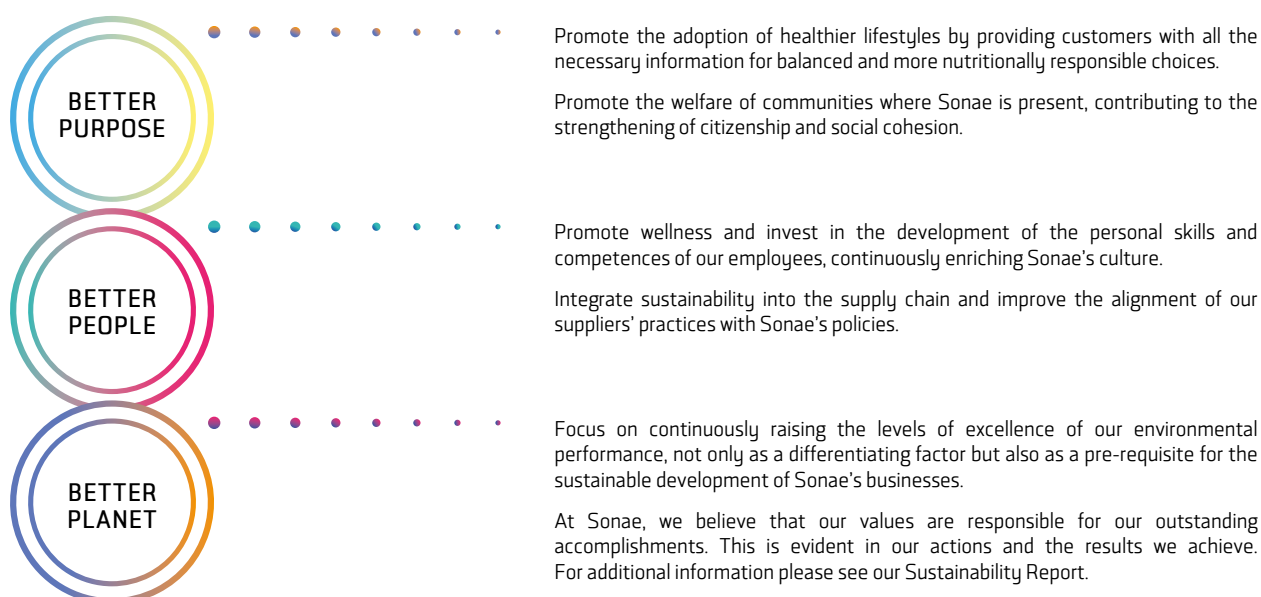 BETTER
PURPOSE
Promote the adoption of healthier lifestyles by providing customers with all the
necessary information for balanced and more nutritionally responsible choices.
Promote the welfare of communities where Sonae is present, contributing to the
strengthening of citizenship and social cohesion.
BETTER
PEOPLE
Promote wellness and invest in the development of the personal skills and
competences of our employees, continuously enriching Sonae's culture.
Integrate sustainability into the supply chain and improve the alignment of our
suppliers' practices with Sonae's policies.
BETTER
PLANET
Focus on continuously raising the levels of excellence of our environmental
performance, not only as a differentiating factor but also as a pre-requisite for the
sustainable development of Sonae's businesses.
At Sonae, we believe that our values are responsible for our outstanding
accomplishments. This is evident in our actions and the results we achieve.
For additional information please see our Sustainability Report.